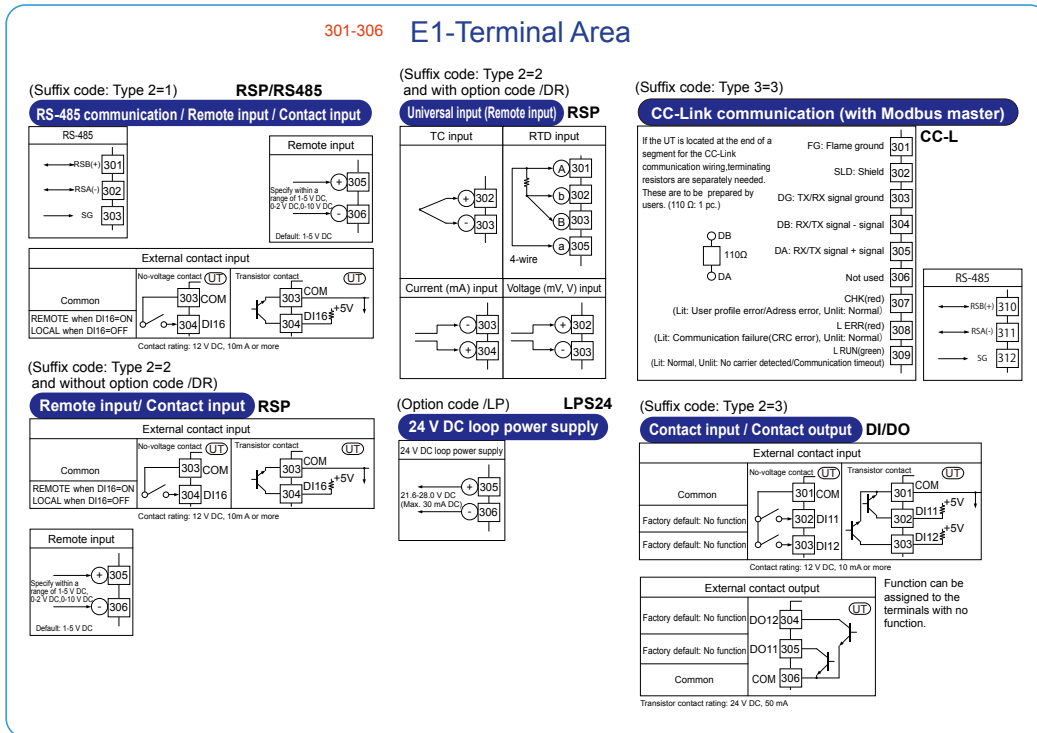 301-306 E1-Terminal Area
(Suffix code: Type 2=1) RSP/RS485
RS-485 communication / Remote input / Contact input
RS-485
RSB(+) 301
RSA(-) 302
SG 303
Remote input
Specify within a
range of 1-5 V DC,
0-2 V DC,0-10 V DC
+ 305
- 306
Default: 1-5 V DC
External contact input
No-voltage contact UT Transistor contact UT
Common
303 COM 303 COM
REMOTE when DI16=ON
LOCAL when DI16=OFF
304 DI16 304 DI16 +5V
Contact rating: 12 V DC, 10m A or more
(Suffix code: Type 2=2
and without option code /DR)
Remote input/ Contact input RSP
External contact input
No-voltage contact UT Transistor contact UT
Common
303 COM 303 COM
REMOTE when DI16=ON
LOCAL when DI16=OFF
304 DI16 304 DI16 +5V
Contact rating: 12 V DC, 10m A or more
Remote input
Specify within a
range of 1-5 V DC,
0-2 V DC,0-10 V DC
+ 305
- 306
Default: 1-5 V DC
(Suffix code: Type 2=2
and with option code /DR)
Universal input (Remote input) RSP
TC input RTD input
+ 302
- 303
A 301
b 302
B 303
a 305
4-wire
Current (mA) input Voltage (mV, V) input
- 303
+ 304
+ 302
- 303
(Option code /LP) LPS24
24 V DC loop power supply
24 V DC loop power supply
21.6-28.0 V DC
(Max. 30 mA DC)
+ 305
- 306
(Suffix code: Type 3=3)
CC-Link communication (with Modbus master)
CC-L
If the UT is located at the end of a
segment for the CC-Link
communication wiring,terminating
resistors are separately needed.
These are to be prepared by
users. (110 Ω: 1 pc.)
DB
110Ω
DA
FG: Flame ground 301
SLD: Shield 302
DG: TX/RX signal ground 303
DB: RX/TX signal - signal 304
DA: RX/TX signal + signal 305
Not used 306
CHK(red) 307
(Lit: User profile error/Adress error, Unlit: Normal)
L ERR(red) 308
(Lit: Communication failure(CRC error), Unlit: Normal)
L RUN(green) 309
(Lit: Normal, Unlit: No carrier detected/Communication timeout)
RS-485
RSB(+) 310
RSA(-) 311
SG 312
(Suffix code: Type 2=3)
Contact input / Contact output DI/DO
External contact input
No-voltage contact UT Transistor contact UT
Common 301 COM 301 COM
Factory default: No function 302 DI11 302 DI11 +5V
Factory default: No function 303 DI12 303 DI12 +5V
Contact rating: 12 V DC, 10 mA or more
External contact output
UT
Factory default: No function DO12 304
Factory default: No function DO11 305
Common COM 306
Transistor contact rating: 24 V DC, 50 mA
Function can be
assigned to the
terminals with no
function.